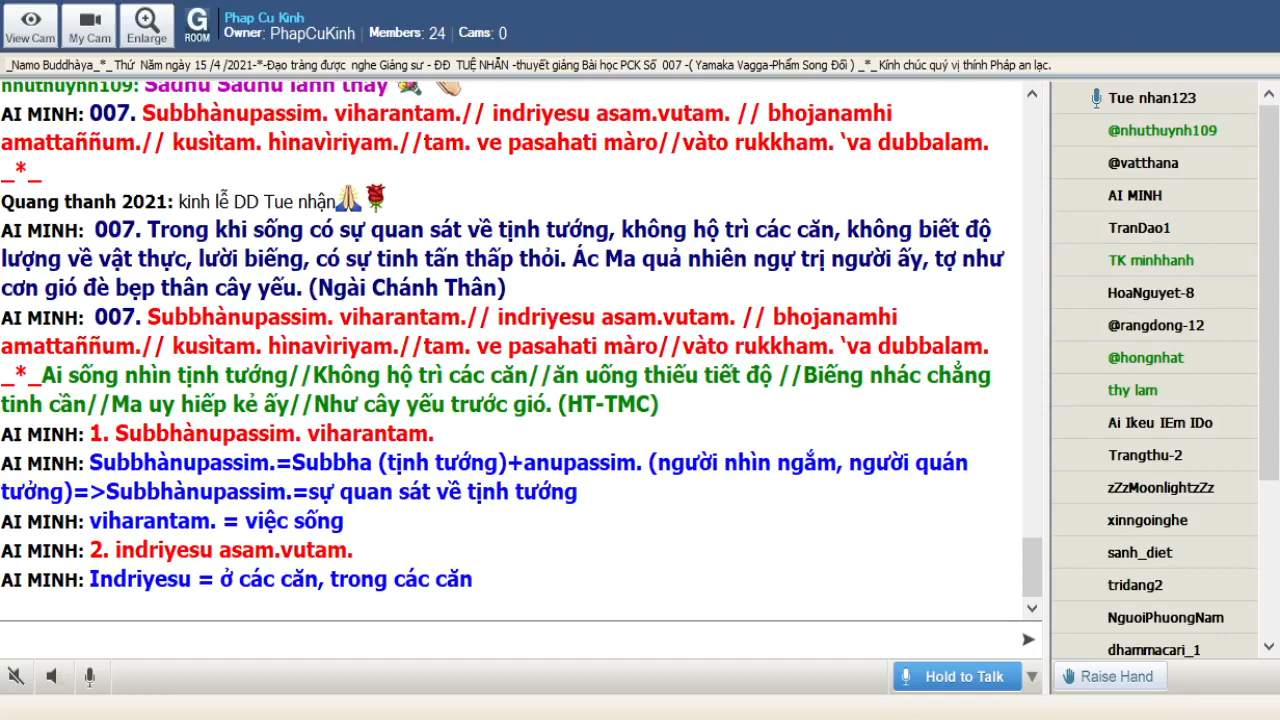 View Cam
My Cam
Enlarge
G
ROOM
Phap Cu Kinh
Owner: PhapCuKinh | Members: 24 | Cams: 0
_Namo Buddhàya_*_ Thứ Năm ngày 15 /4 /2021-*-Đạo tràng được nghe Giảng sư - ĐĐ TUỆ NHẪN -thuyết giảng Bài học PCK Số 007 -( Yamaka Vagga-Phẩm Song Đối ) _*_ Kính chúc quý vị thính Pháp an lạc.
nhuthuynh109: Sadhu Sadhu lành thay
AI MINH: 007. Subbhànupassim. viharantam.// indriyesu asam.vutam. // bhojanamhi
amattaññum.// kusìtam. hìnavìriyam.//tam. ve pasahati màro//vàto rukkham. ‘va dubbalam.
_*_
Quang thanh 2021: kinh lễ DD Tue nhận
AI MINH: 007. Trong khi sống có sự quan sát về tịnh tướng, không hộ trì các căn, không biết độ
lượng về vật thực, lười biếng, có sự tinh tấn thấp thỏi. Ác Ma quả nhiên ngự trị người ấy, tợ như
cơn gió đè bẹp thân cây yếu. (Ngài Chánh Thân)
AI MINH: 007. Subbhànupassim. viharantam.// indriyesu asam.vutam. // bhojanamhi
amattaññum.// kusìtam. hìnavìriyam.//tam. ve pasahati màro//vàto rukkham. ‘va dubbalam.
_*_Ai sống nhìn tịnh tướng//Không hộ trì các căn//ăn uống thiếu tiết độ //Biếng nhác chẳng
tinh cần//Ma uy hiếp kẻ ấy//Như cây yếu trước gió. (HT-TMC)
AI MINH: 1. Subbhànupassim. viharantam.
AI MINH: Subbhànupassim.=Subbha (tịnh tướng)+anupassim. (người nhìn ngắm, người quán
tưởng)=>Subbhànupassim.=sự quan sát về tịnh tướng
AI MINH: viharantam. = việc sống
AI MINH: 2. indriyesu asam.vutam.
AI MINH: Indriyesu = ở các căn, trong các căn
Hold to Talk
Tue nhan123
@nhuthuynh109
@vatthana
AI MINH
TranDao1
TK minhhanh
HoaNguyet-8
@rangdong-12
@hongnhat
thy lam
Ai Ikeu IEm IDo
Trangthu-2
zZzMoonlightzZz
xinngoinghe
sanh_diet
tridang2
NguoiPhuongNam
dhammacari_1
Raise Hand